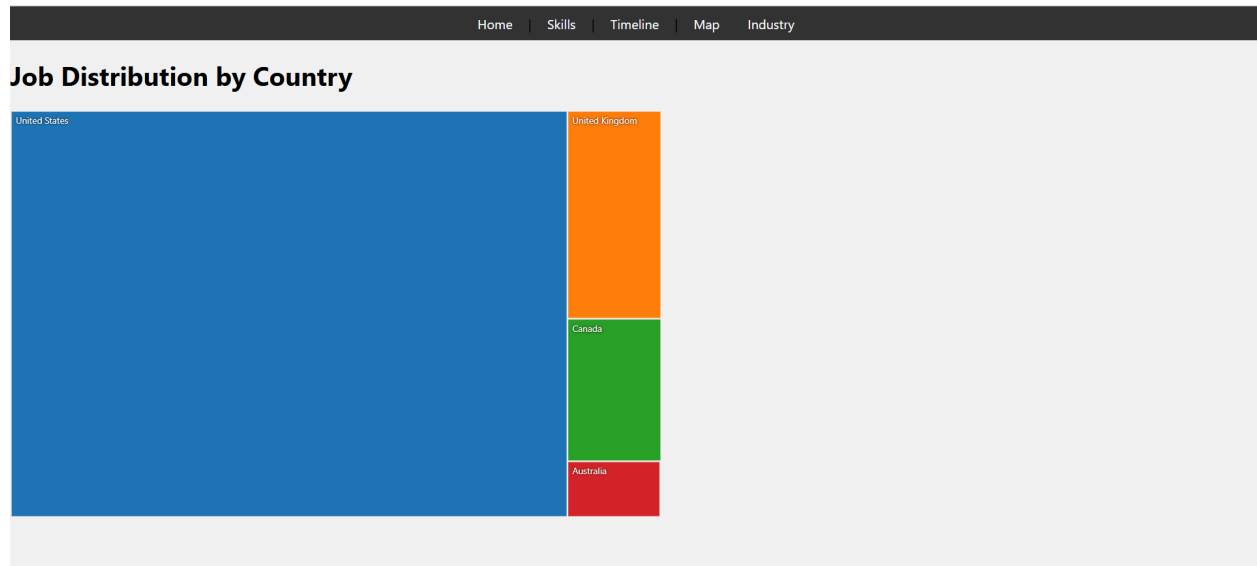 Home | Skills | Timeline | Map Industry
Job Distribution by Country
United States
United Kingdom
Canada
Australia